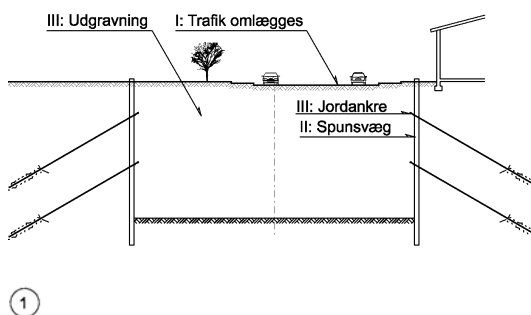 III: Udgravning
I: Trafik omlægges
III: Jordankre
II: Spunsvæg
1